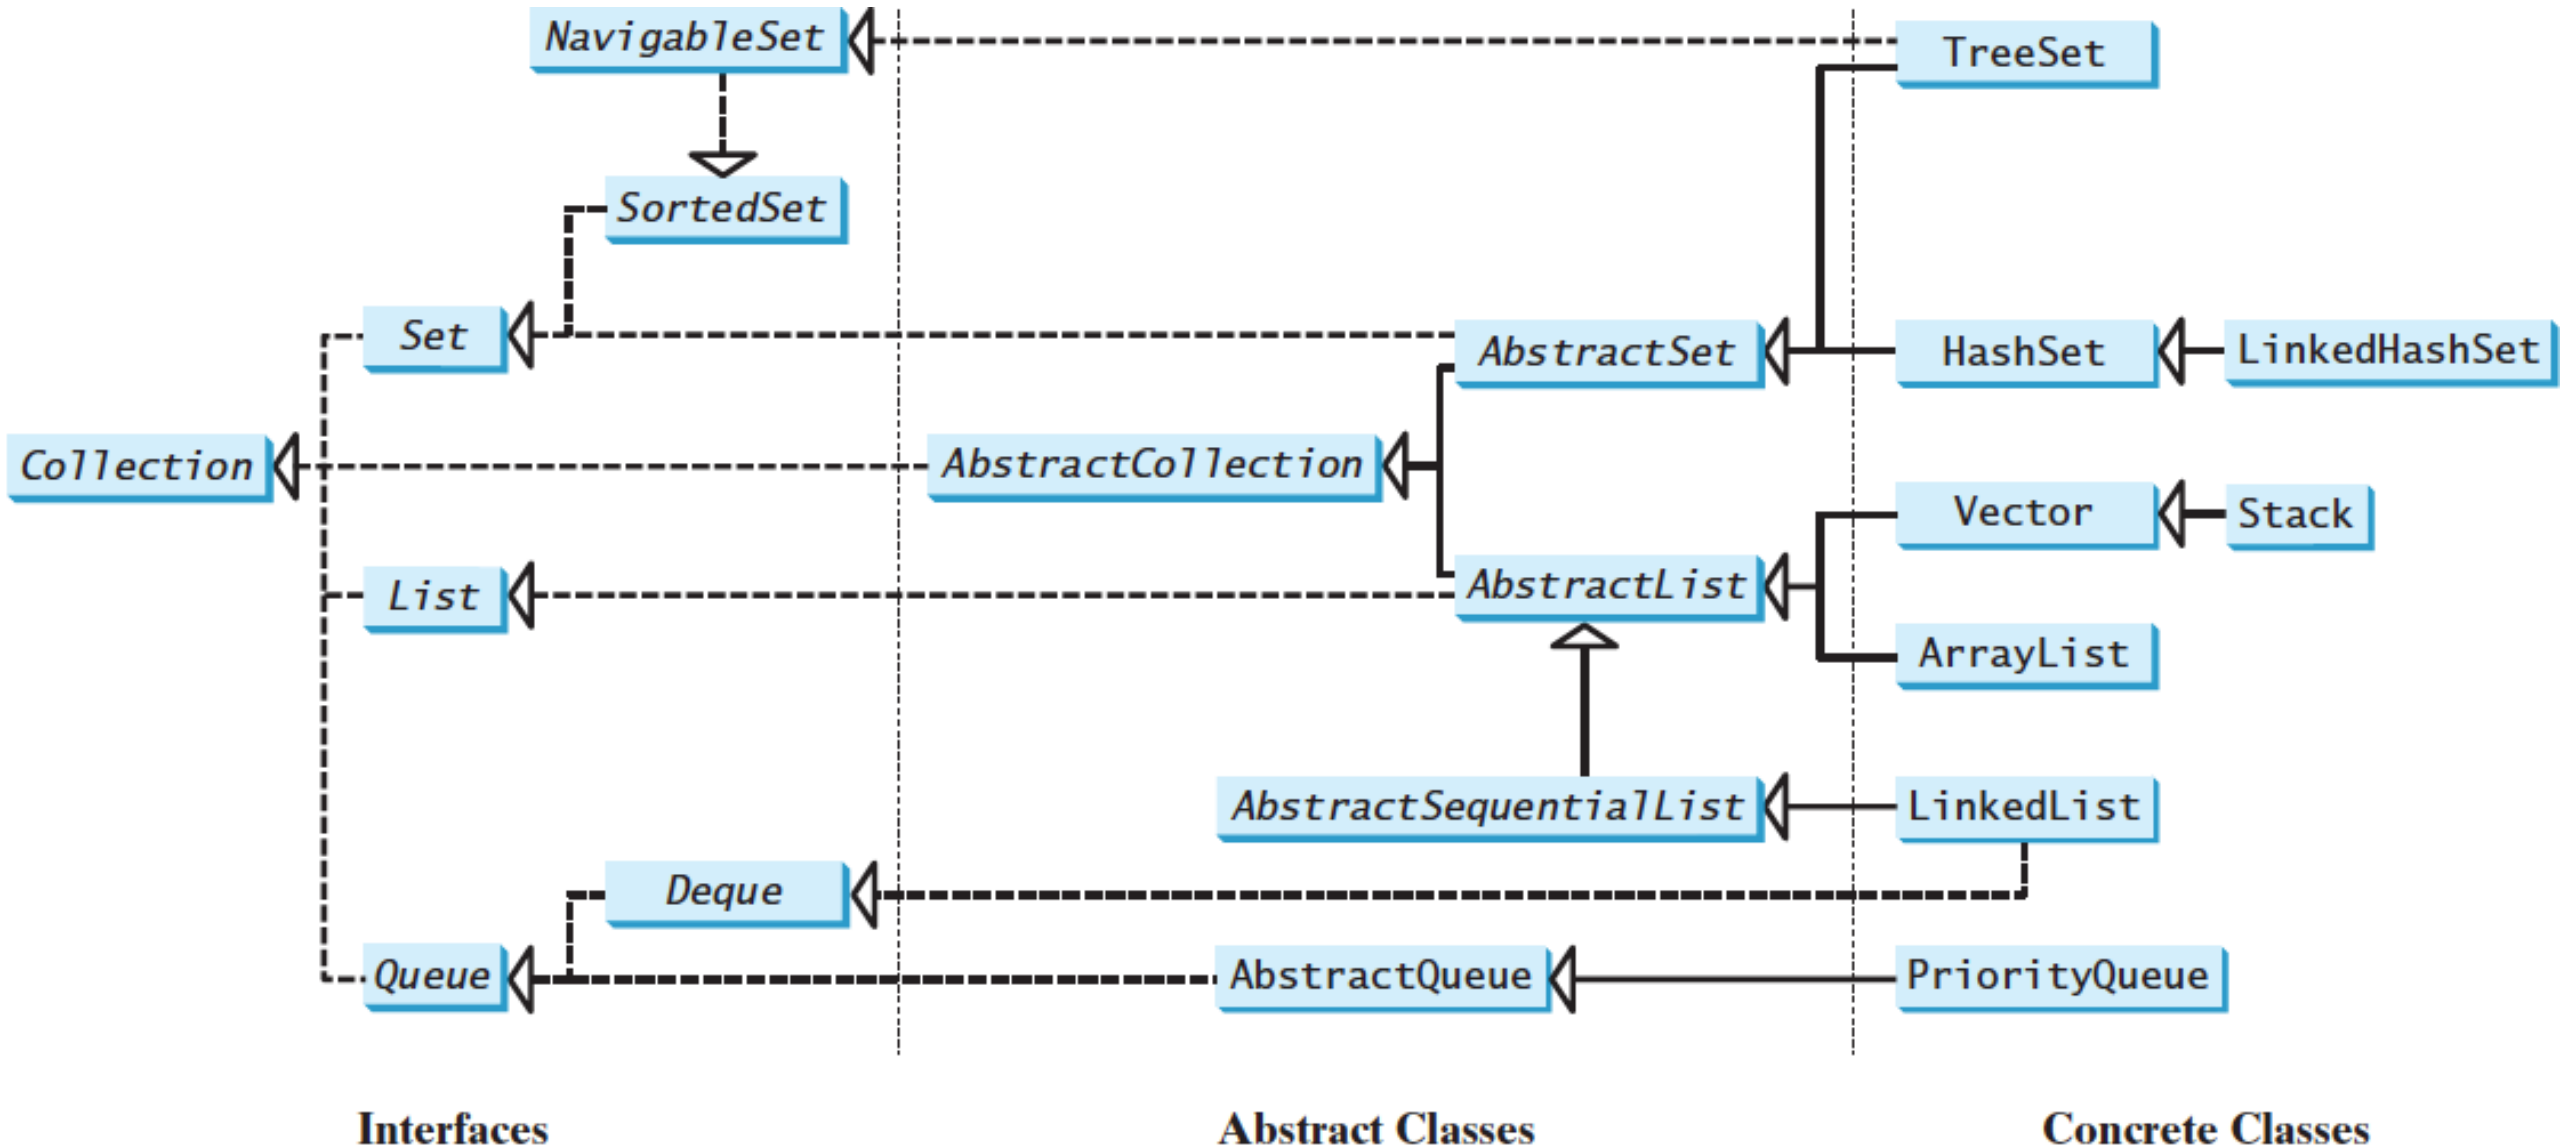 NavigableSet
TreeSet
SortedSet
Set
AbstractSet
HashSet
LinkedHashSet
Collection
AbstractCollection
Vector
Stack
List
AbstractList
ArrayList
AbstractSequentialList
LinkedList
Deque
Queue
AbstractQueue
PriorityQueue
Interfaces
Abstract Classes
Concrete Classes